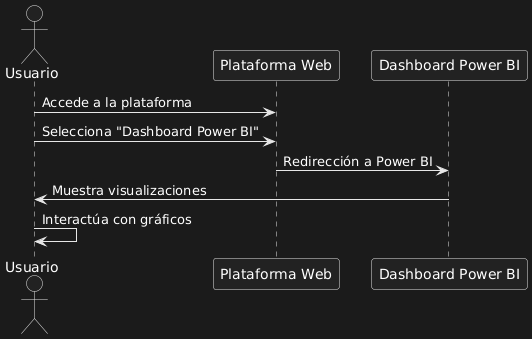 Usuario
Plataforma Web
Dashboard Power BI
Accede a la plataforma
Selecciona "Dashboard Power BI"
Redirección a Power BI
Muestra visualizaciones
Interactúa con gráficos
Usuario
Plataforma Web
Dashboard Power BI